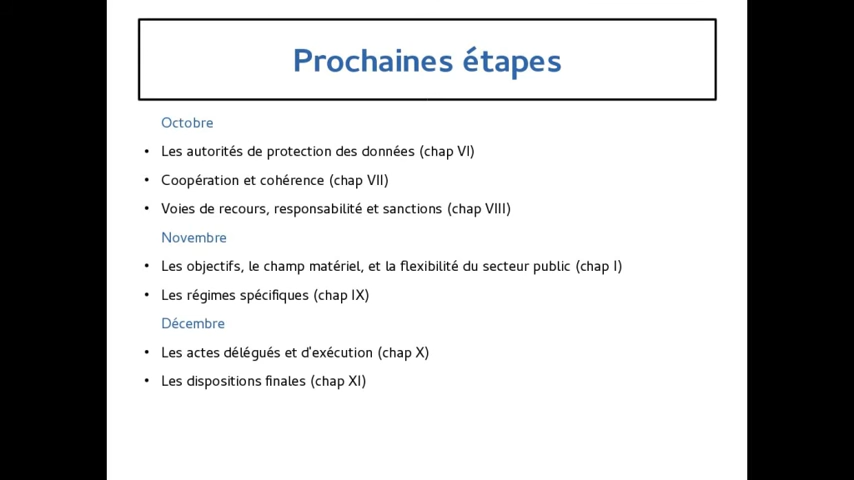 Prochaines étapes
Octobre
• Les autorités de protection des données (chap VI)
• Coopération et cohérence (chap VII)
• Voies de recours, responsabilité et sanctions (chap VIII)
Novembre
• Les objectifs, le champ matériel, et la flexibilité du secteur public (chap I)
• Les régimes spécifiques (chap IX)
Décembre
• Les actes délégués et d'exécution (chap X)
• Les dispositions finales (chap XI)